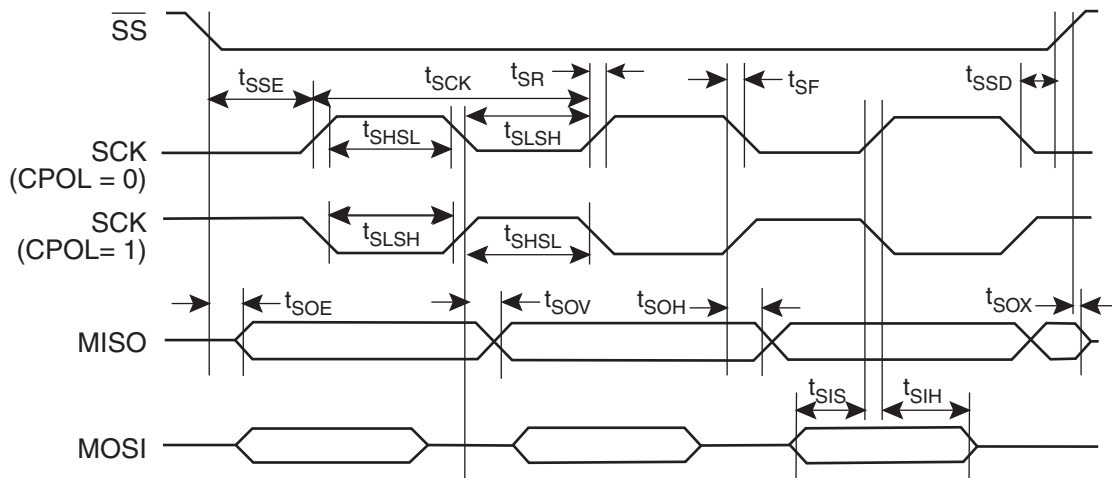 SS
tSSE
tSCK
tSR
tSF
tSSD
SCK
(CPOL = 0)
tSHSL
tSLSH
SCK
(CPOL= 1)
tSLSH
tSHSL
tSOE
tSOV
tSOH
tSOX
MISO
tSIS
tSIH
MOSI